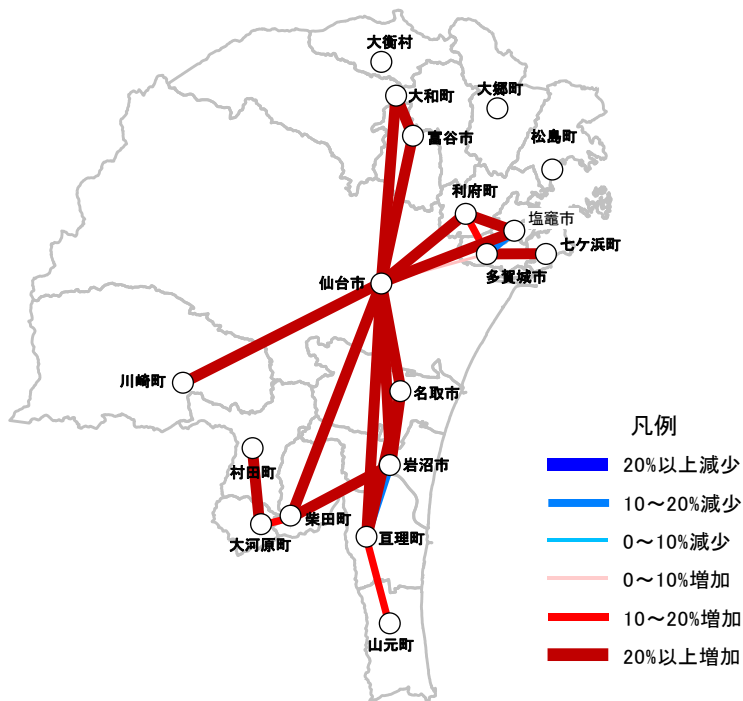 大衡村
大和町
大郷町
富谷市
松島町
利府町
塩竈市
七ケ浜町
多賀城市
仙台市
川崎町
名取市
村田町
岩沼市
柴田町
大河原町
亘理町
山元町
凡例
20%以上減少
10～20%減少
0～10%減少
0～10%増加
10～20%増加
20%以上増加